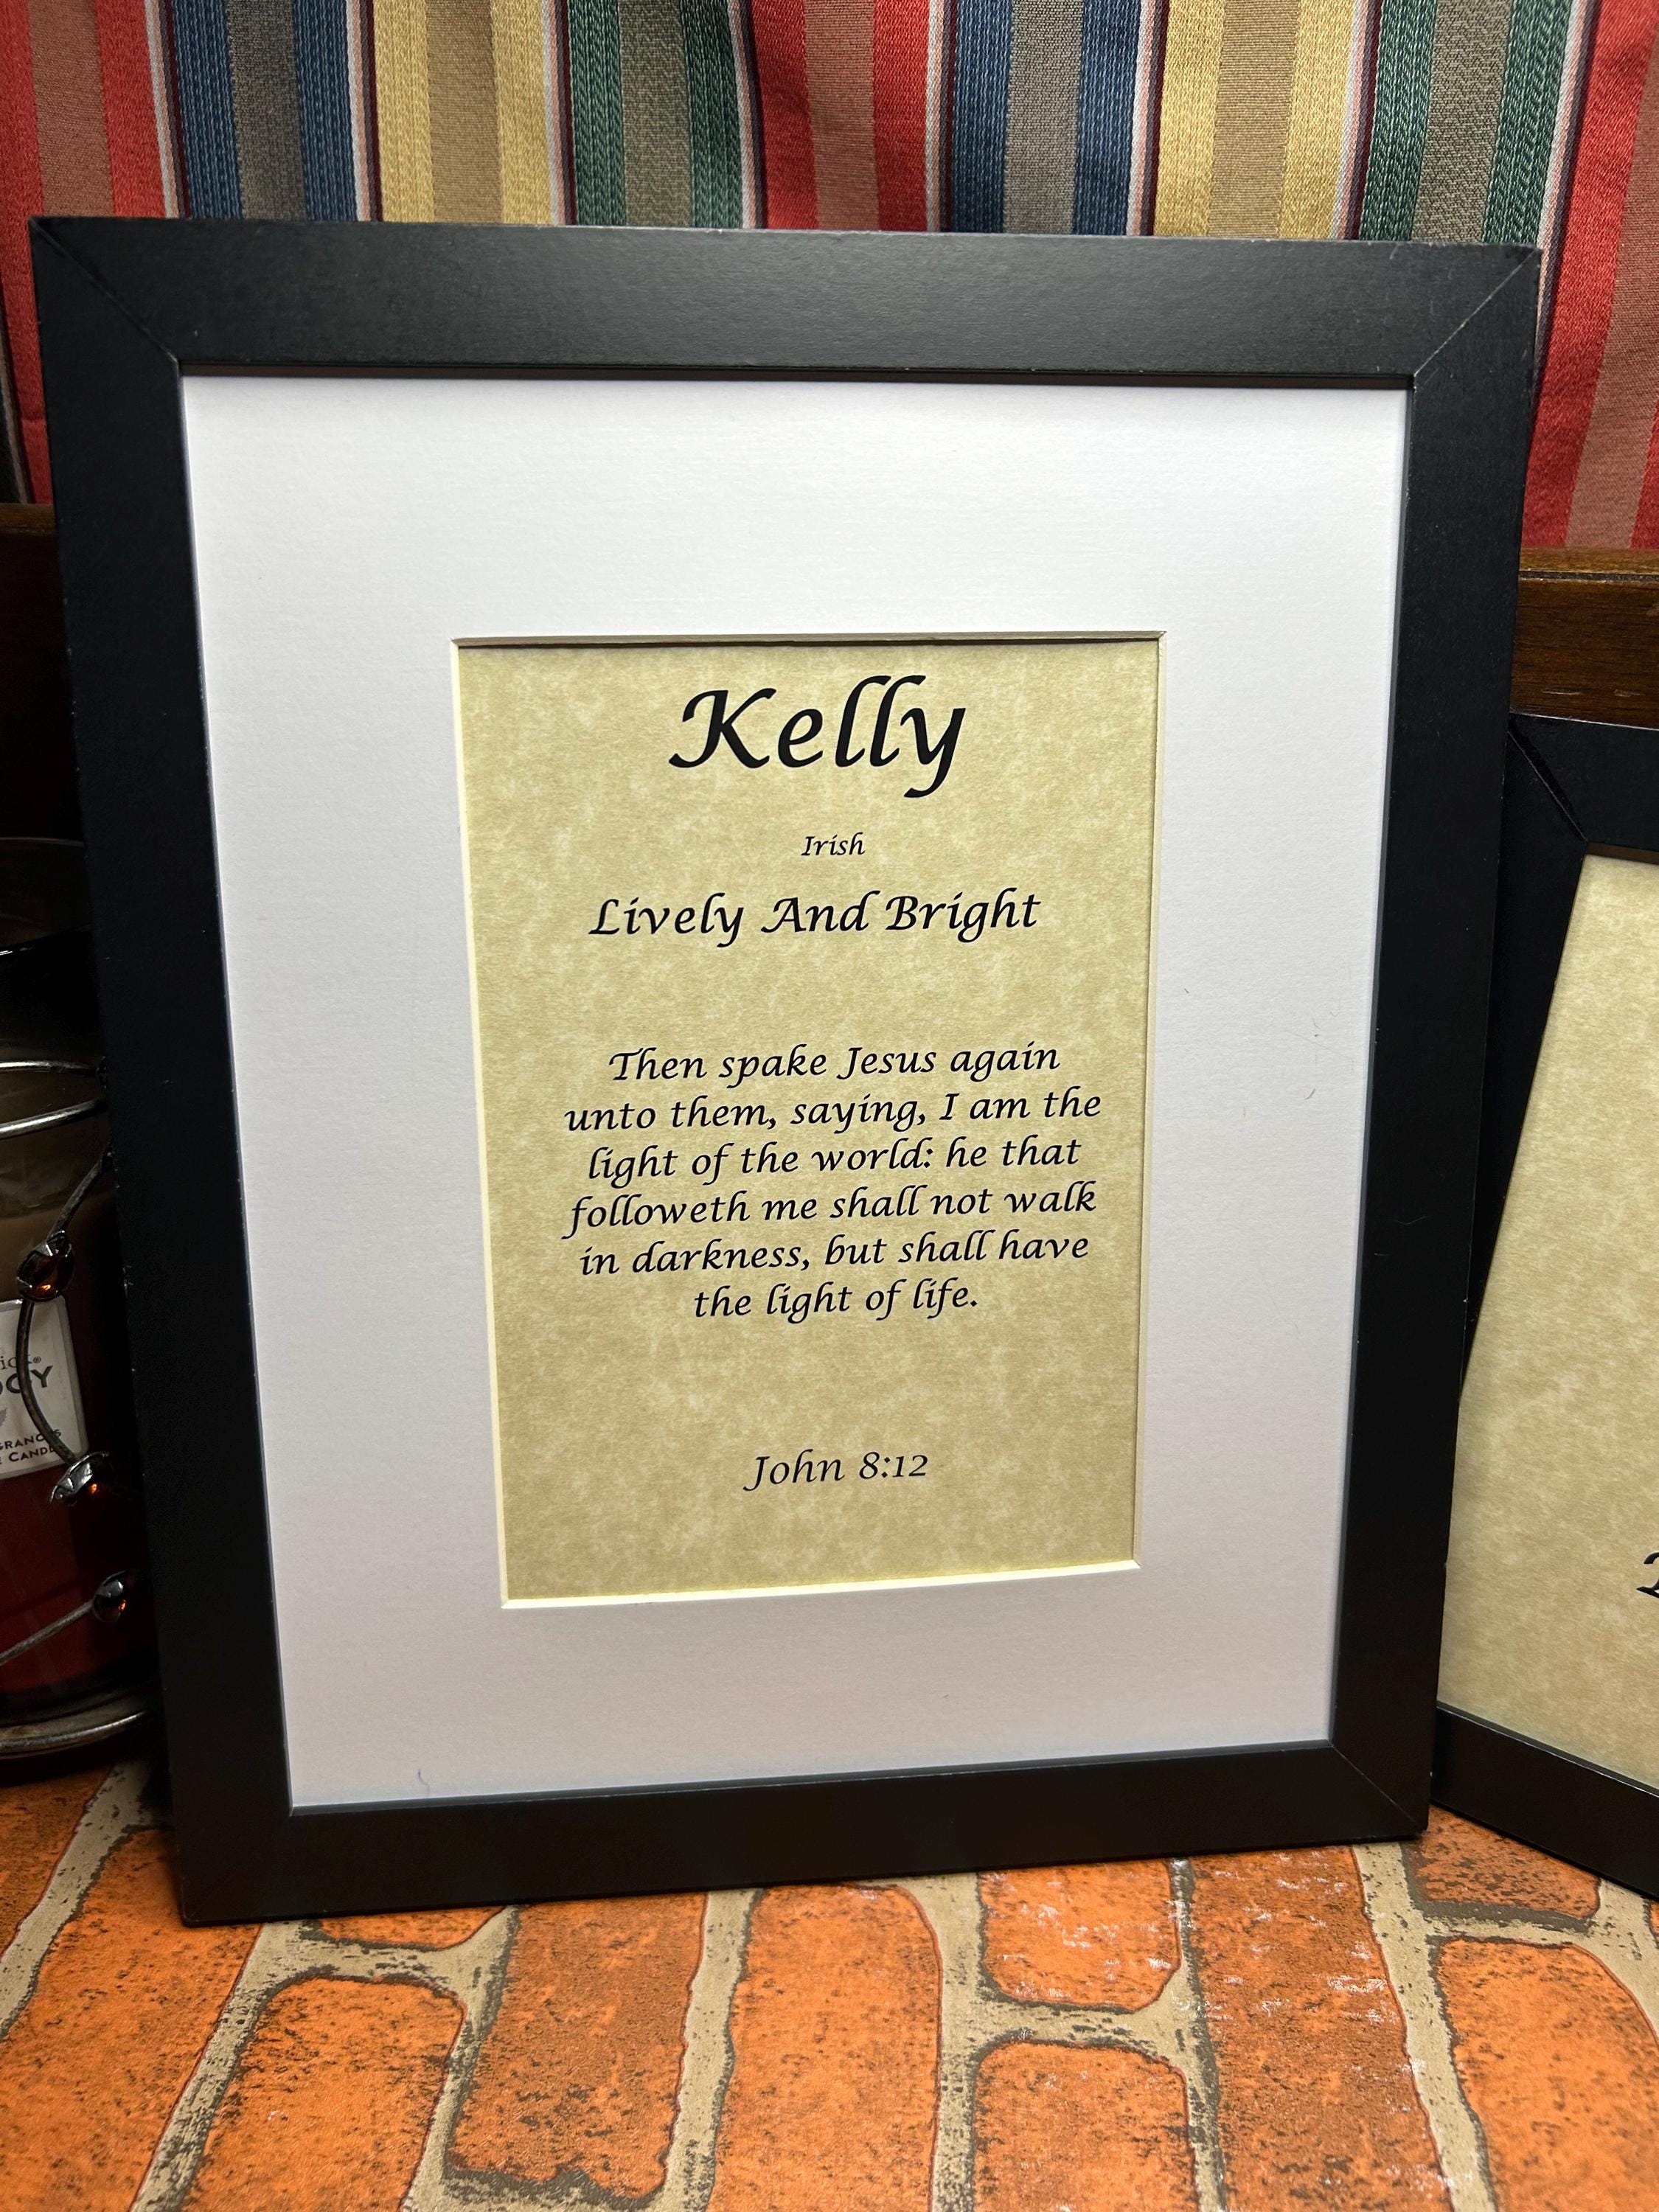 Kelly
Irish
Lively And Bright
Then spake Jesus again
unto them, saying, I am the
light of the world: he that
followeth me shall not walk
in darkness, but shall have
the light of life.
John 8:12